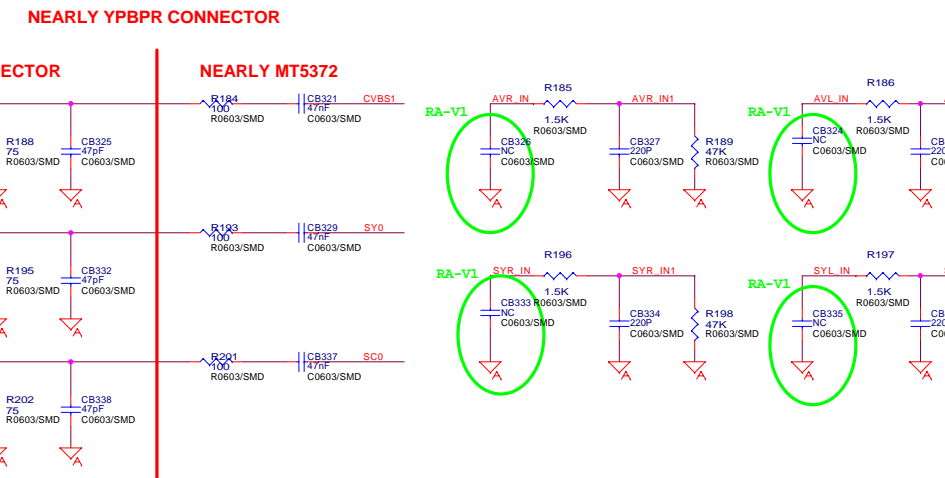 NEARLY YPBPR CONNECTOR
ECTOR
NEARLY MT5372
R184
100
R0603/SMD
CB321
47nF
C0603/SMD
CVBS1
R188
75
R0603/SMD
CB325
47pF
C0603/SMD
A
A
R193
100
R0603/SMD
CB329
47nF
C0603/SMD
SY0
R195
75
R0603/SMD
CB332
47pF
C0603/SMD
A
A
R201
100
R0603/SMD
CB337
47nF
C0603/SMD
SC0
R202
75
R0603/SMD
CB338
47pF
C0603/SMD
A
A
RA-V1
AVR_IN
R185
1.5K
R0603/SMD
AVR_IN1
CB326
NC
C0603/SMD
CB327
220P
C0603/SMD
R189
47K
R0603/SMD
A
A
A
RA-V1
AVL_IN
R186
1.5K
R0603/SMD
CB324
NC
C0603/SMD
CB
220
C0
A
A
RA-V1
SYR_IN
R196
1.5K
R0603/SMD
SYR_IN1
CB333
NC
C0603/SMD
CB334
220P
C0603/SMD
R198
47K
R0603/SMD
A
A
A
RA-V1
SYL_IN
R197
1.5K
R0603/SMD
CB335
NC
C0603/SMD
CB
220
C0
A
A